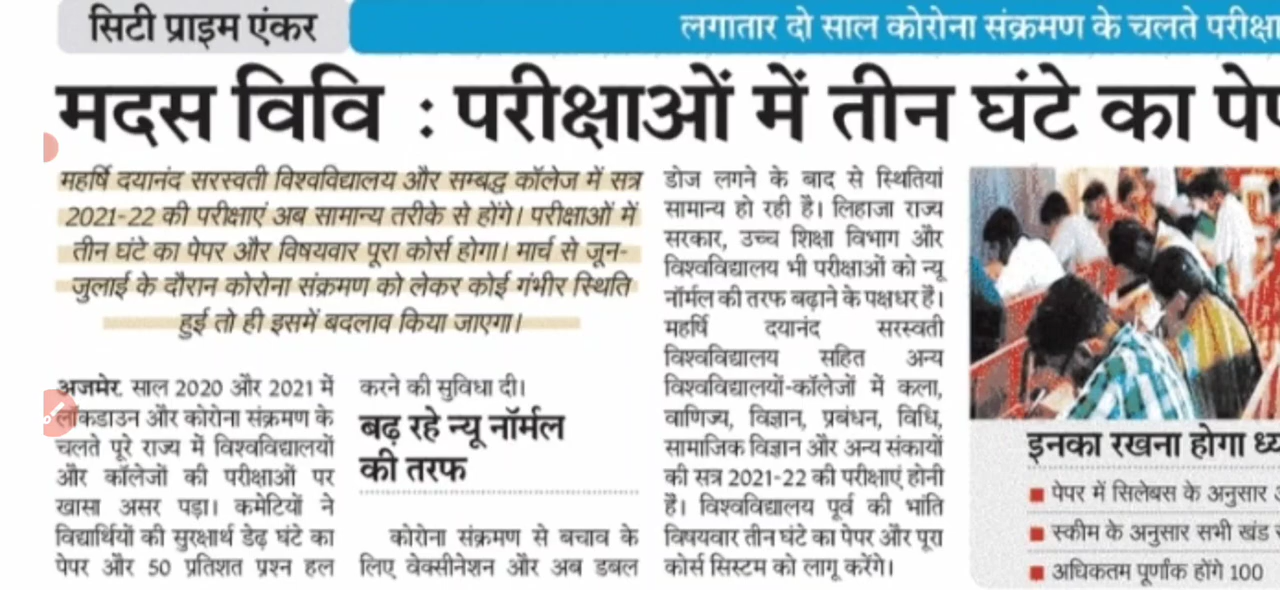 सिटी प्राइम एंकर
लगातार दो साल कोरोना संक्रमण के चलते परीक्षा
मदस विवि : परीक्षाओं में तीन घंटे का
महर्षि दयानंद सरस्वती विश्वविद्यालय और सम्बद्ध कॉलेज में सत्र
2021-22 की परीक्षाएं अब सामान्य तरीके से होंगे। परीक्षाओं में
तीन घंटे का पेपर और विषयवार पूरा कोर्स होगा। मार्च से जून-
जुलाई के दौरान कोरोना संक्रमण को लेकर कोई गंभीर स्थिति
हुई तो ही इसमें बदलाव किया जाएगा।
अजमेर. साल 2020 और 2021 में
लॉकडाउन और कोरोना संक्रमण के
चलते पूरे राज्य में विश्वविद्यालयों
और कॉलेजों की परीक्षाओं पर
खासा असर पड़ा। कमेटियों ने
विद्यार्थियों की सुरक्षार्थ डेढ़ घंटे का
पेपर और 50 प्रतिशत प्रश्न हल
करने की सुविधा दी।
बढ़ रहे न्यू नॉर्मल
की तरफ
कोरोना संक्रमण से बचाव के
लिए वेक्सीनेशन और अब डबल
डोज लगने के बाद से स्थितियां
सामान्य हो रही है। लिहाजा राज्य
सरकार, उच्च शिक्षा विभाग और
विश्वविद्यालय भी परीक्षाओं को न्यू
नॉर्मल की तरफ बढ़ाने के पक्षधर हैं।
महर्षि दयानंद सरस्वती
विश्वविद्यालय सहित अन्य
विश्वविद्यालयों-कॉलेजों में कला,
वाणिज्य, विज्ञान, प्रबंधन, विधि,
सामाजिक विज्ञान और अन्य संकायों
की सत्र 2021-22 की परीक्षाएं होनी
है। विश्वविद्यालय पूर्व की भांति
विषयवार तीन घंटे का पेपर और पूरा
कोर्स सिस्टम को लागू करेंगे।
इनका रखना होगा
पेपर में सिलेबस के अनुसार
स्कीम के अनुसार सभी खंड
अधिकतम पूर्णांक होंगे 100